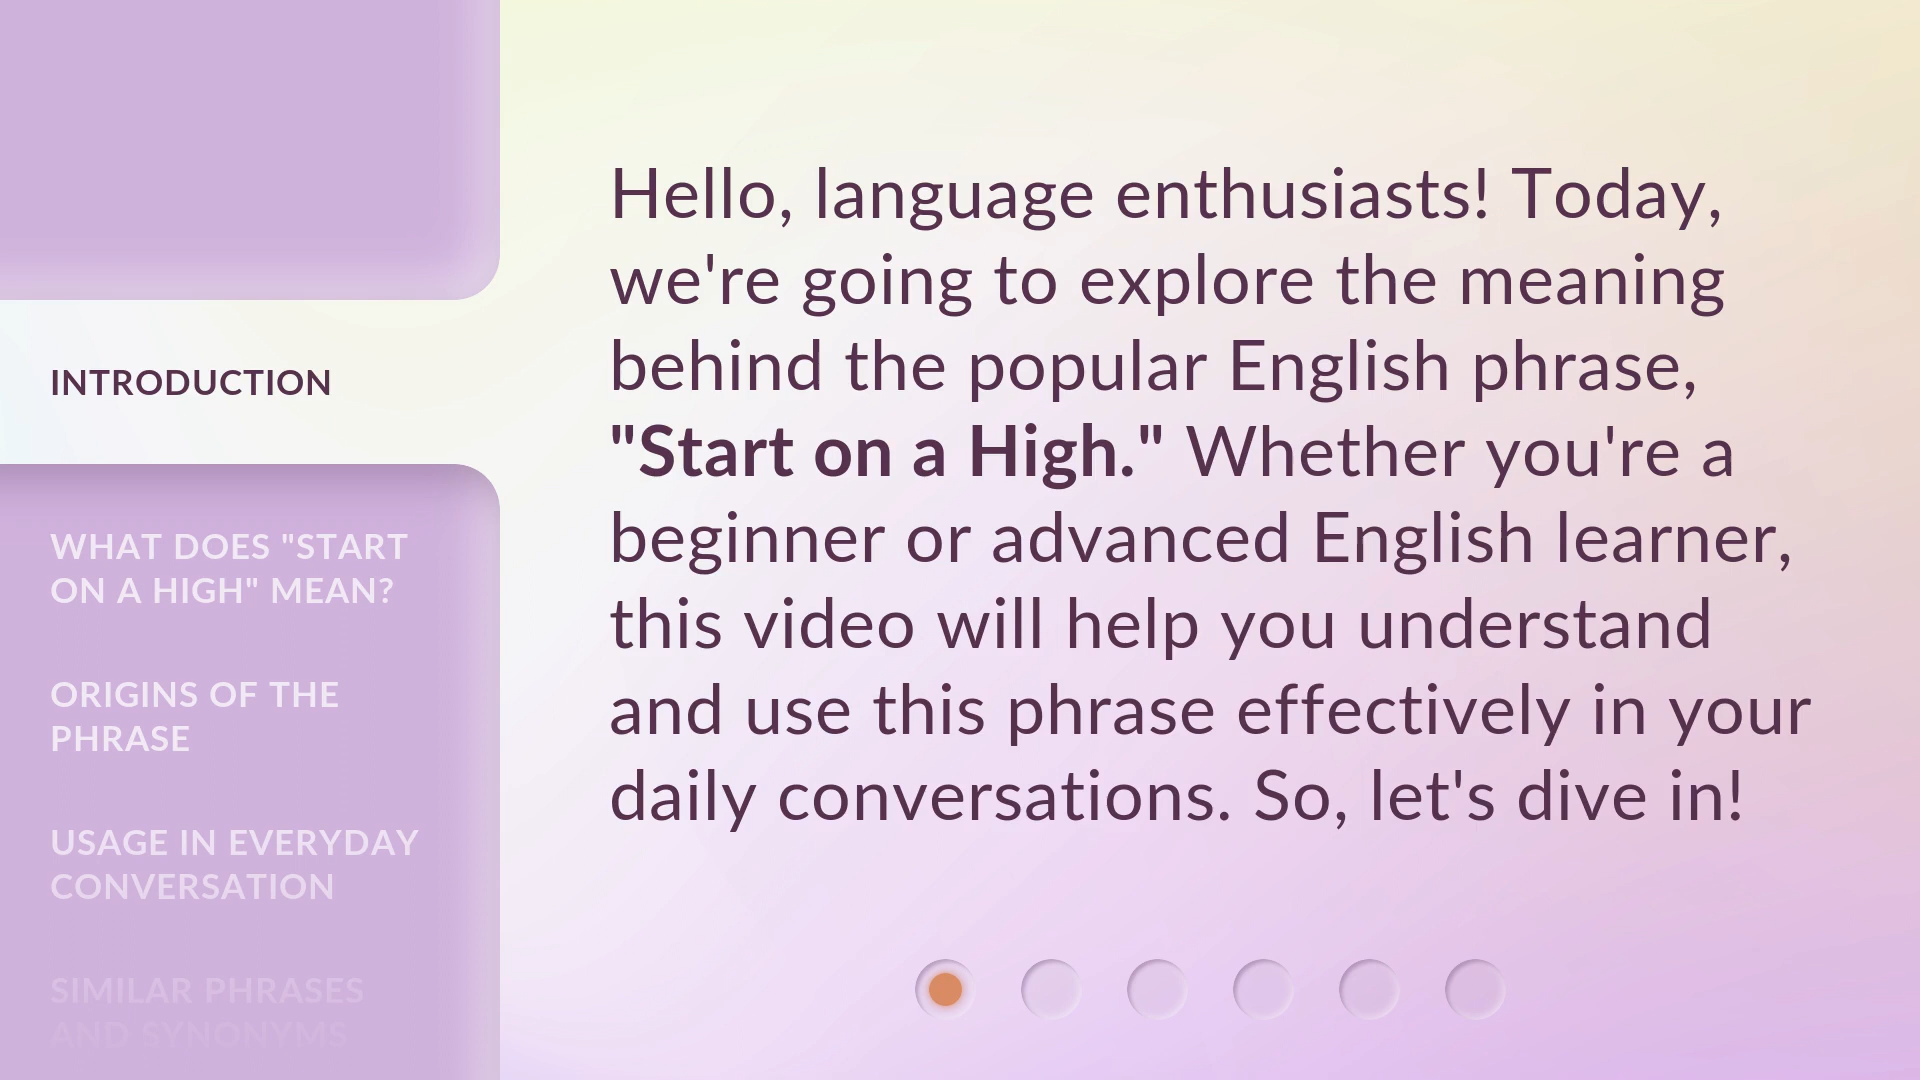 INTRODUCTION
WHAT DOES "START
ON A HIGH" MEAN?
ORIGINS OF THE
PHRASE
USAGE IN EVERYDAY
CONVERSATION
SIMILAR PHRASES
AND SYNONYMS
Hello, language enthusiasts! Today,
we're going to explore the meaning
behind the popular English phrase,
"Start on a High." Whether you're a
beginner or advanced English learner,
this video will help you understand
and use this phrase effectively in your
daily conversations. So, let's dive in!